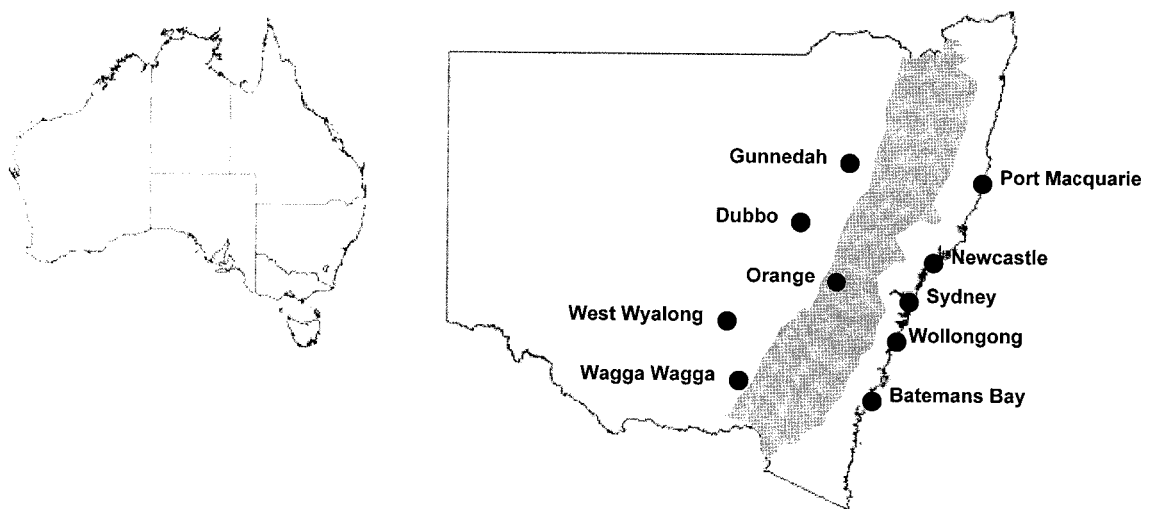 Gunnedah
Port Macquarie
Dubbo
Newcastle
Orange
Sydney
West Wyalong
Wollongong
Wagga Wagga
Batemans Bay